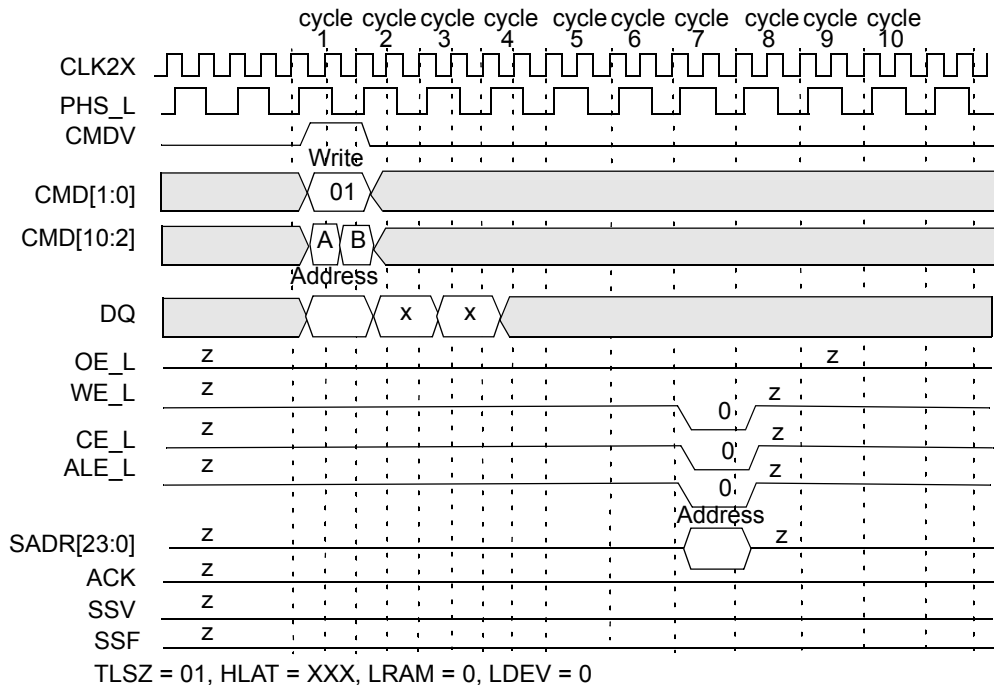 cycle cycle cycle cycle cycle cycle cycle cycle cycle cycle
1 2 3 4 5 6 7 8 9 10
CLK2X
PHS_L
CMDV
Write
CMD[1:0] 01
CMD[10:2] A B
Address
DQ x x
OE_L z z
WE_L z 0 z
CE_L z 0 z
ALE_L z 0 z
Address
SADR[23:0] z z
ACK z
SSV z
SSF z
TLSZ = 01, HLAT = XXX, LRAM = 0, LDEV = 0